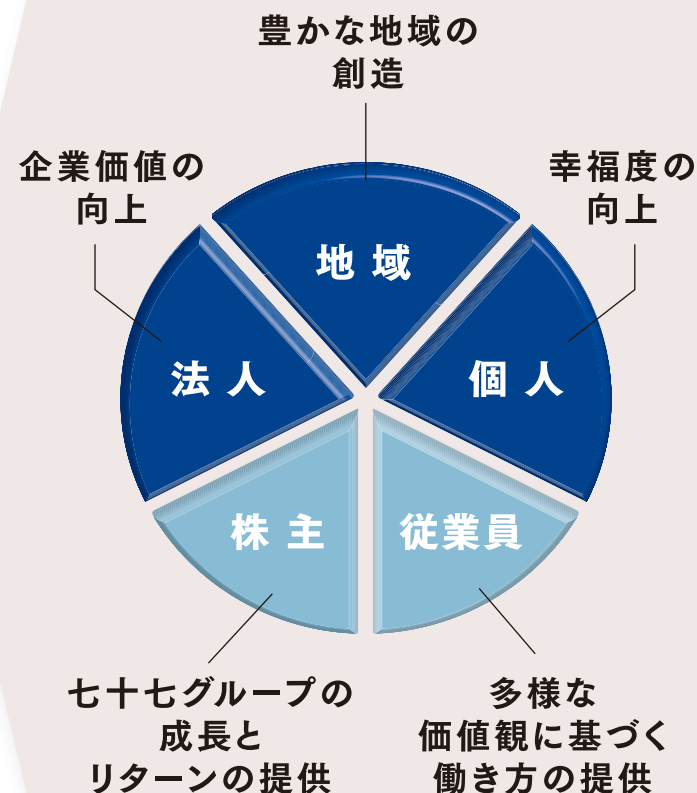 豊かな地域の
創造
企業価値の
向上
幸福度の
向上
地域
法人
個人
株主
従業員
七十七グループの
成長と
リターンの提供
多様な
価値観に基づく
働き方の提供